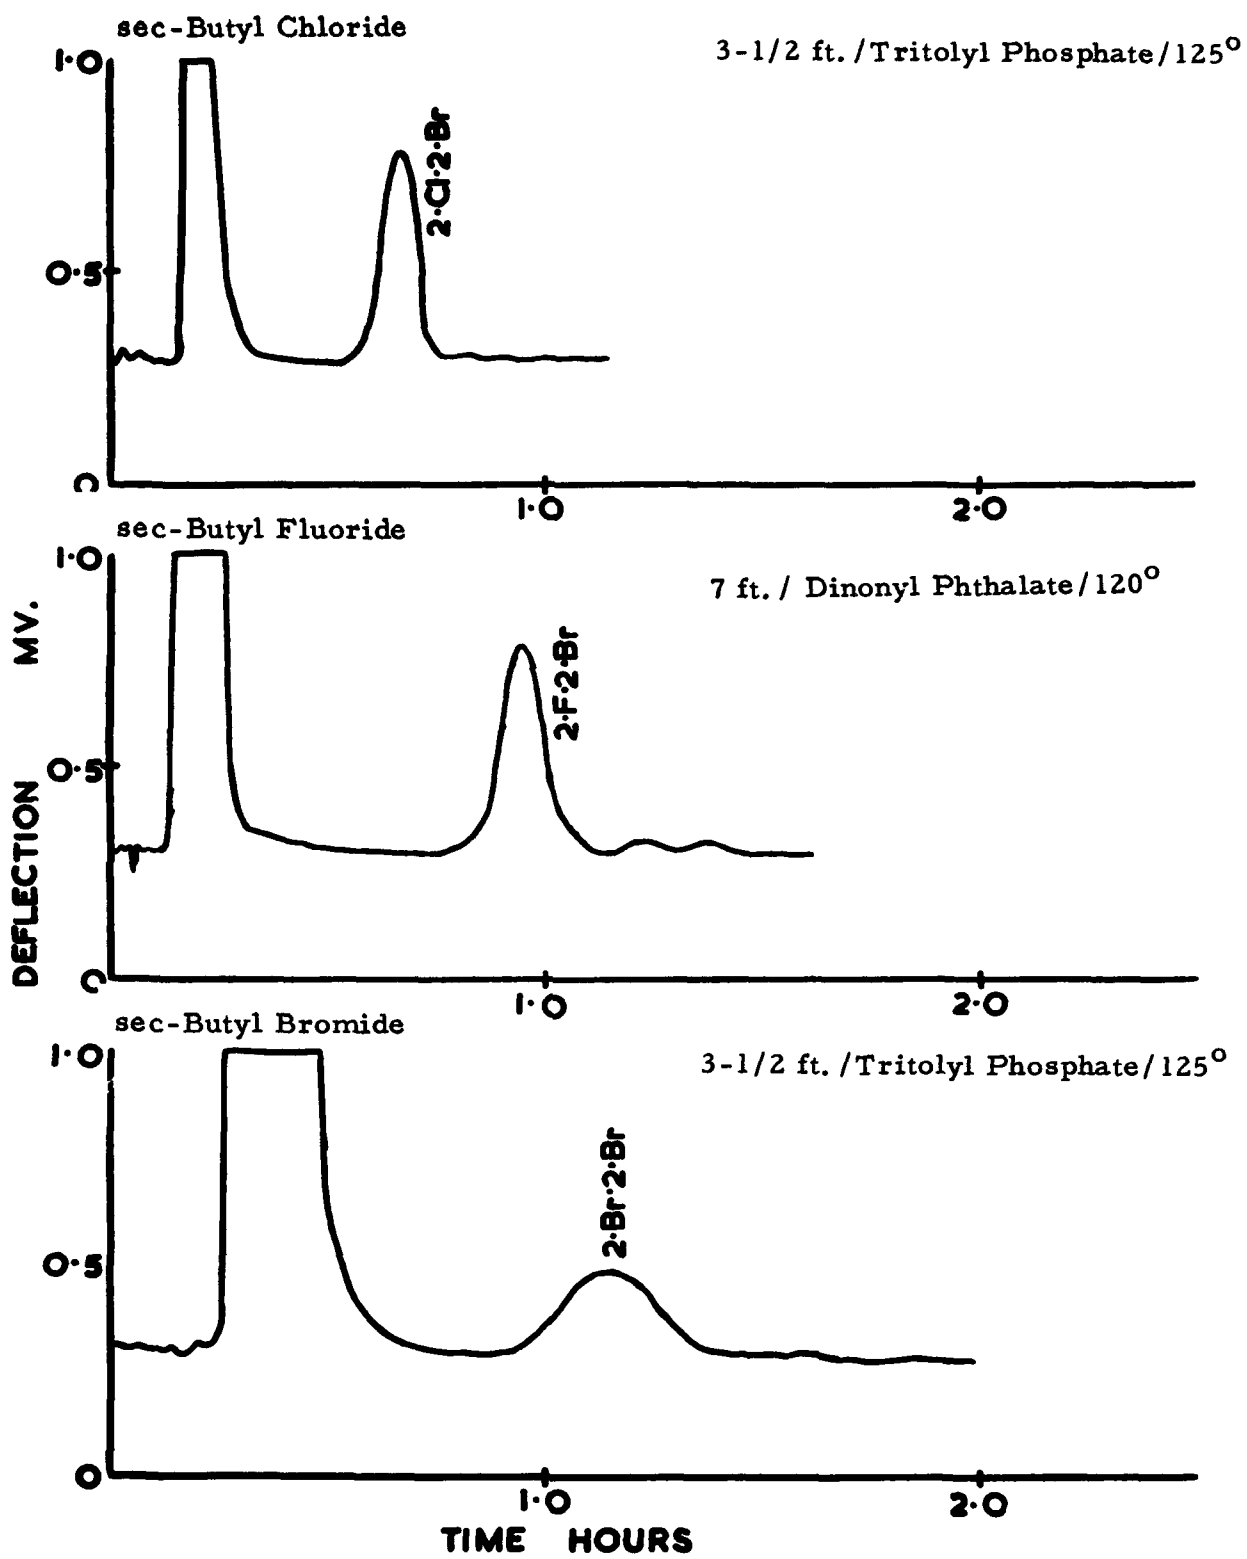 sec-Butyl Chloride
3-1/2 ft. /Tritolyl Phosphate/125°
1·0
2·Cl·2·Br
0·5
0
1·0
2·0
sec-Butyl Fluoride
7 ft. / Dinonyl Phthalate/120°
1·0
2·F·2·Br
0·5
0
1·0
2·0
DEFLECTION MV.
sec-Butyl Bromide
3-1/2 ft. /Tritolyl Phosphate/125°
1·0
2·Br·2·Br
0·5
0
1·0
2·0
TIME HOURS